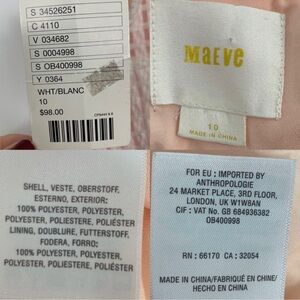 S 34526251
C 4110
V 034682
S 0004998
S OB400998
Y 0364
WHT/BLANC
10
$98.00
MAEVE
10
MADE IN CHINA
SHELL, VESTE, OBERSTOFF,
ESTERNO, EXTERIOR:
100% POLYESTER, POLYESTER,
POLYESTER, POLIESTERE, POLIÉSTER
LINING, DOUBLURE, FUTTERSTOFF,
FODERA, FORRO:
100% POLYESTER, POLYESTER,
POLYESTER, POLIESTERE, POLIÉSTER
FOR EU ; IMPORTED BY
ANTHROPOLOGIE
24 MARKET PLACE, 3RD FLOOR,
LONDON, UK W1W8AN
CIF : VAT No. GB 684936382
OB400998
RN : 66170 CA : 32054
MADE IN CHINA/FABRIQUÉ EN CHINE/
HECHO EN CHINA